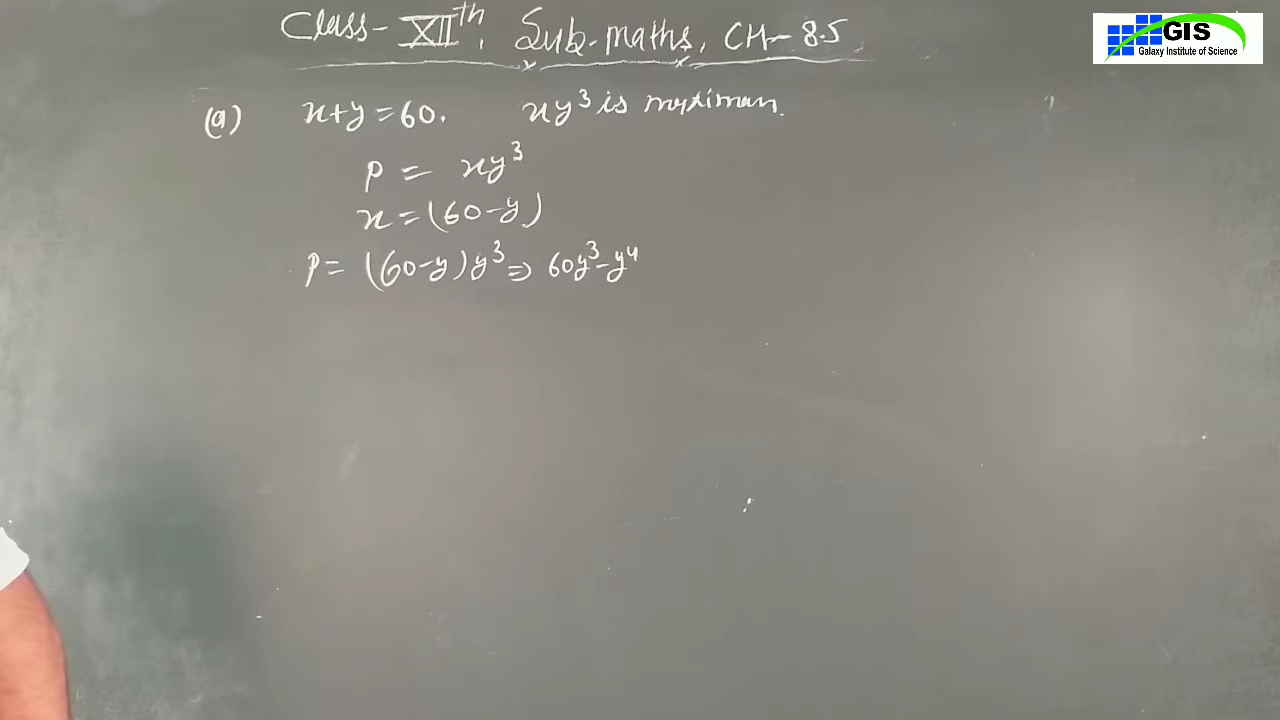 Class-XIIth, Sub-maths, CH-8.5
GIS
Galaxy Institute of Science
(a) x+y=60. xy³ is maximum.
P = xy³
x=(60-y)
P= (60-y)y³ ⇒ 60y³-y⁴